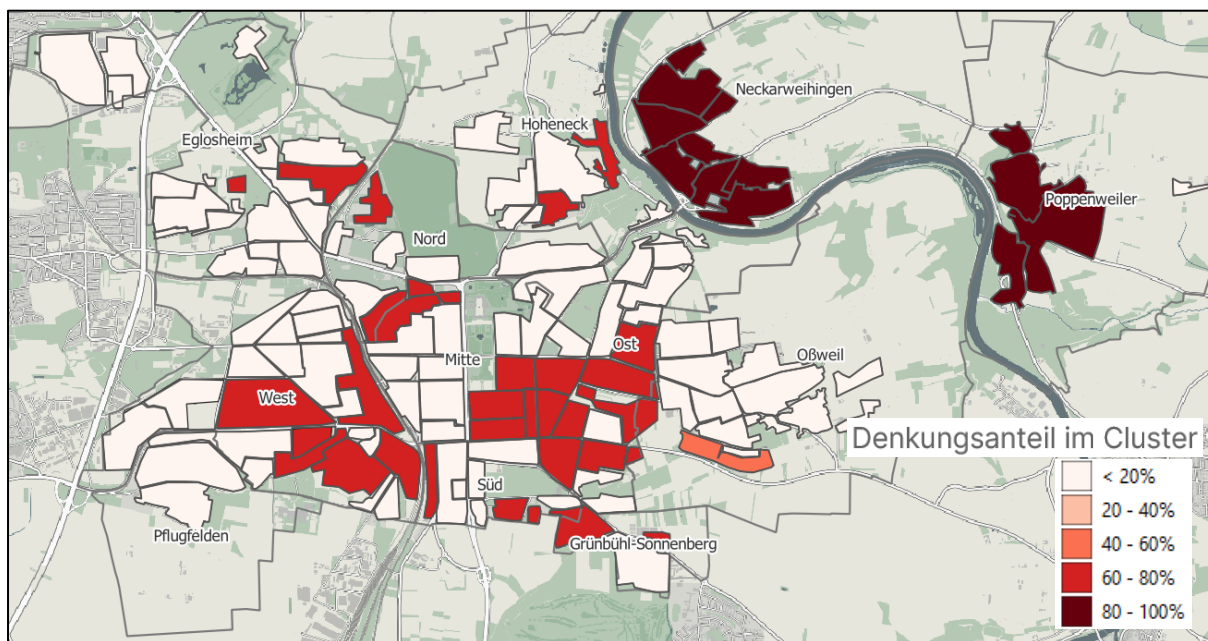 Neckarweihingen
Hoheneck
Eglosheim
Poppenweiler
Nord
Ost
Oßweil
Mitte
West
Denkungsanteil im Cluster
< 20%
20 - 40%
40 - 60%
60 - 80%
80 - 100%
Süd
Pflugfelden
Grünbühl-Sonnenberg